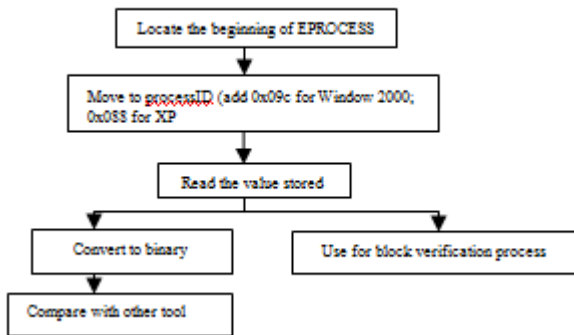 Locate the beginning of EPROCESS
Move to processID (add 0x09c for Window 2000;
0x088 for XP
Read the value stored
Convert to binary
Use for block verification process
Compare with other tool